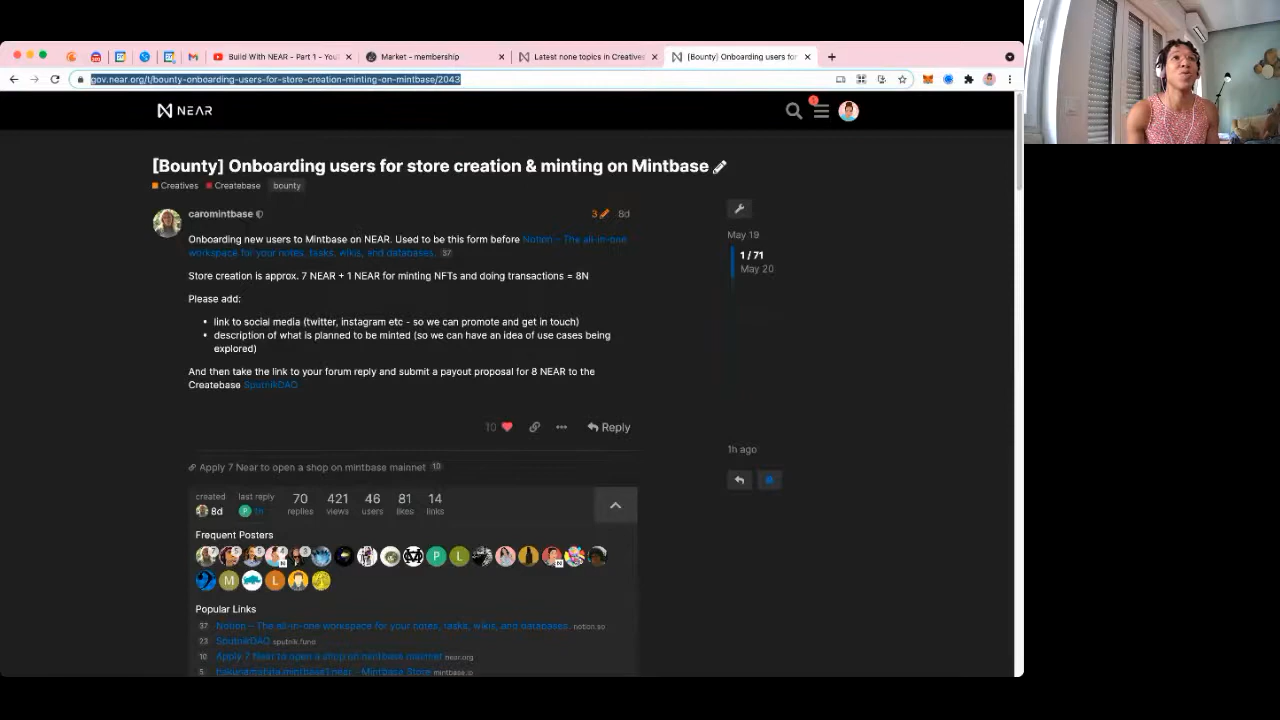 Build With NEAR - Part 1 - You
Market - membership
Latest none topics in Creatives
[Bounty] Onboarding users for
gov.near.org/t/bounty-onboarding-users-for-store-creation-minting-on-mintbase/2043
NEAR
[Bounty] Onboarding users for store creation & minting on Mintbase
Creatives Createbase bounty
caromintbase 3 8d
Onboarding new users to Mintbase on NEAR. Used to be this form before Notion – The all-in-one
workspace for your notes, tasks, wikis, and databases. 37
Store creation is approx. 7 NEAR + 1 NEAR for minting NFTs and doing transactions = 8N
Please add:
• link to social media (twitter, instagram etc - so we can promote and get in touch)
• description of what is planned to be minted (so we can have an idea of use cases being
explored)
And then take the link to your forum reply and submit a payout proposal for 8 NEAR to the
Createbase SputnikDAO
10 Reply
May 19
1 / 71
May 20
1h ago
Apply 7 Near to open a shop on mintbase mainnet 10
created last reply 70 421 46 81 14
8d 1h replies views users likes links
Frequent Posters
Popular Links
37 Notion – The all-in-one workspace for your notes, tasks, wikis, and databases. notion.so
23 SputnikDAO sputnik.fund
10 Apply 7 Near to open a shop on mintbase mainnet near.org
5 hakunamatata.mintbase1.near - Mintbase Store mintbase.io